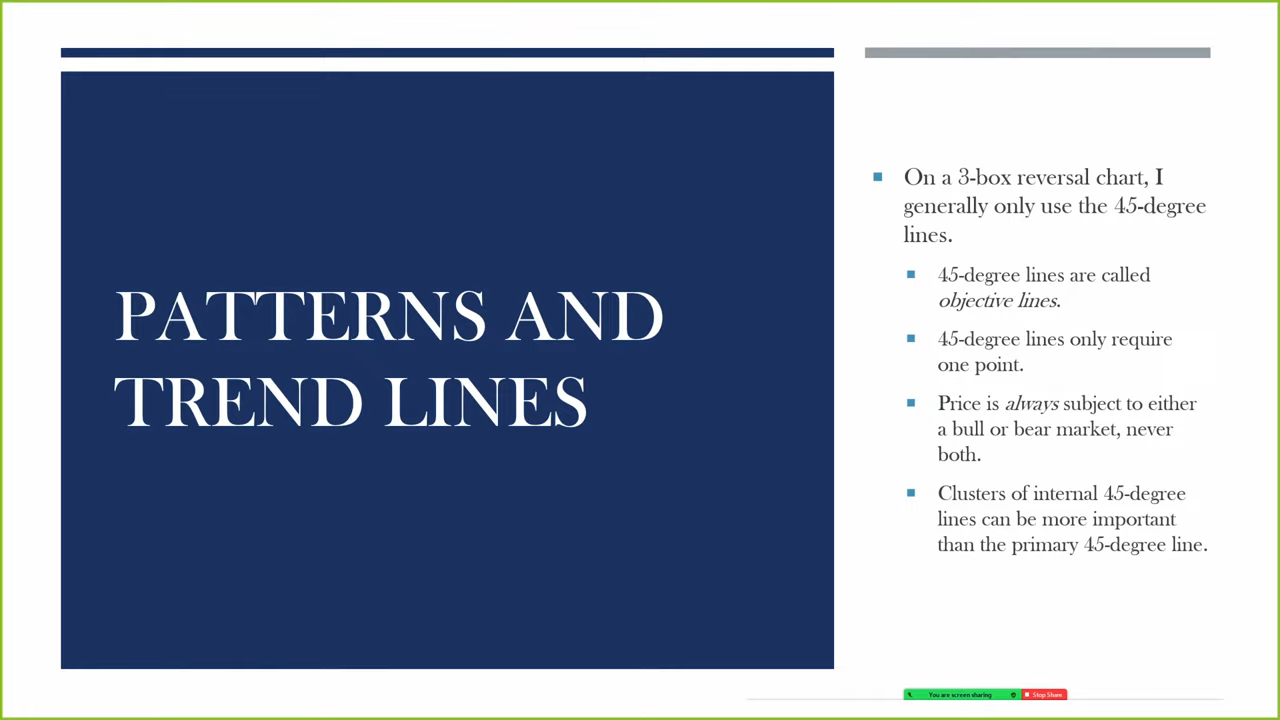 PATTERNS AND
TREND LINES
On a 3-box reversal chart, I
generally only use the 45-degree
lines.
45-degree lines are called
objective lines.
45-degree lines only require
one point.
Price is always subject to either
a bull or bear market, never
both.
Clusters of internal 45-degree
lines can be more important
than the primary 45-degree line.
You are screen sharing
Stop Share